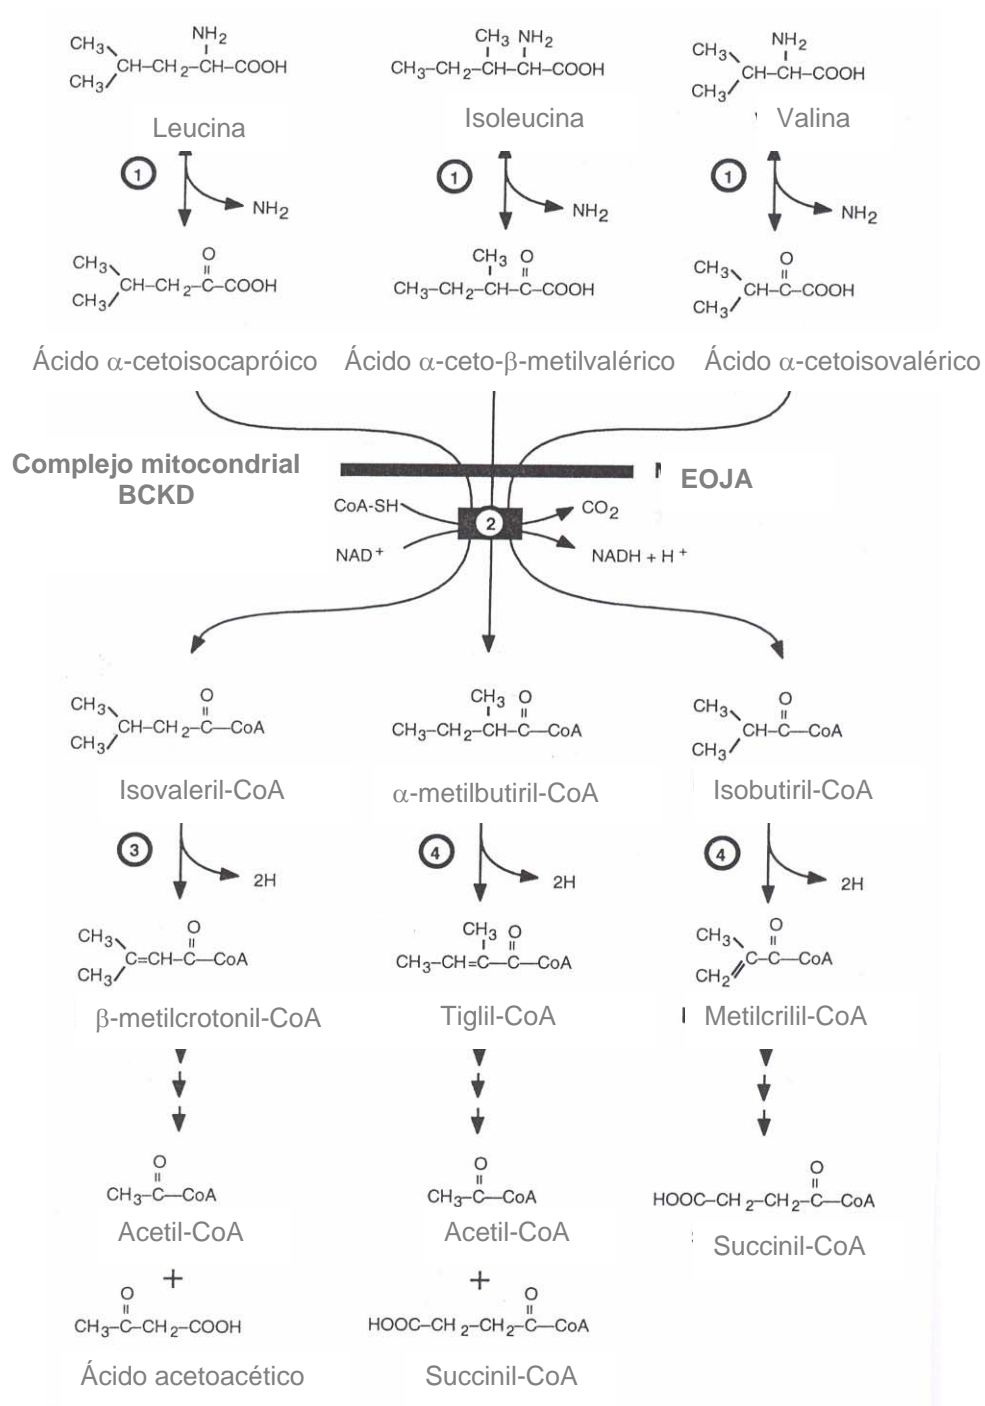 NH2
CH3
CH-CH2-CH-COOH
CH3
Leucina
CH3 NH2
CH3-CH2-CH-CH-COOH
Isoleucina
NH2
CH3
CH-CH-COOH
CH3
Valina
1
NH2
1
NH2
1
NH2
O
CH3
CH-CH2-C-COOH
CH3
CH3 O
CH3-CH2-CH-C-COOH
O
CH3
CH-C-COOH
CH3
Ácido α-cetoisocapróico
Ácido α-ceto-β-metilvalérico
Ácido α-cetoisovalérico
Complejo mitocondrial
BCKD
EOJA
CoA-SH
2
CO2
NAD+
NADH + H+
O
CH3
CH-CH2-C-CoA
CH3
Isovaleril-CoA
CH3 O
CH3-CH2-CH-C-CoA
α-metilbutiril-CoA
O
CH3
CH-C-CoA
CH3
Isobutiril-CoA
3
2H
4
2H
4
2H
O
CH3
C=CH-C-CoA
CH3
β-metilcrotonil-CoA
CH3 O
CH3-CH=C-C-CoA
Tiglil-CoA
O
CH3
C-C-CoA
CH2
Metilcrilil-CoA
O
CH3-C-CoA
Acetil-CoA
+
O
CH3-C-CH2-COOH
Ácido acetoacético
O
CH3-C-CoA
Acetil-CoA
+
O
HOOC-CH2-CH2-C-CoA
Succinil-CoA
O
HOOC-CH2-CH2-C-CoA
Succinil-CoA